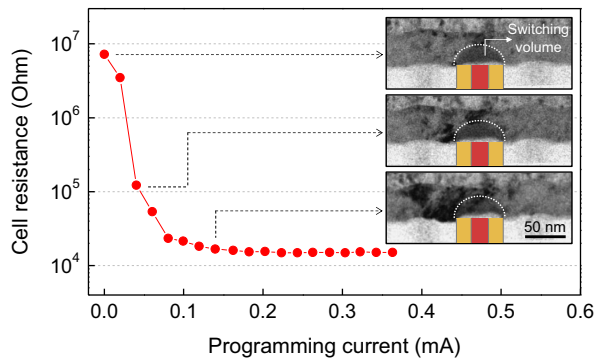 Cell resistance (Ohm)
10⁷
10⁶
10⁵
10⁴
Switching
volume
50 nm
0.0 0.1 0.2 0.3 0.4 0.5 0.6
Programming current (mA)